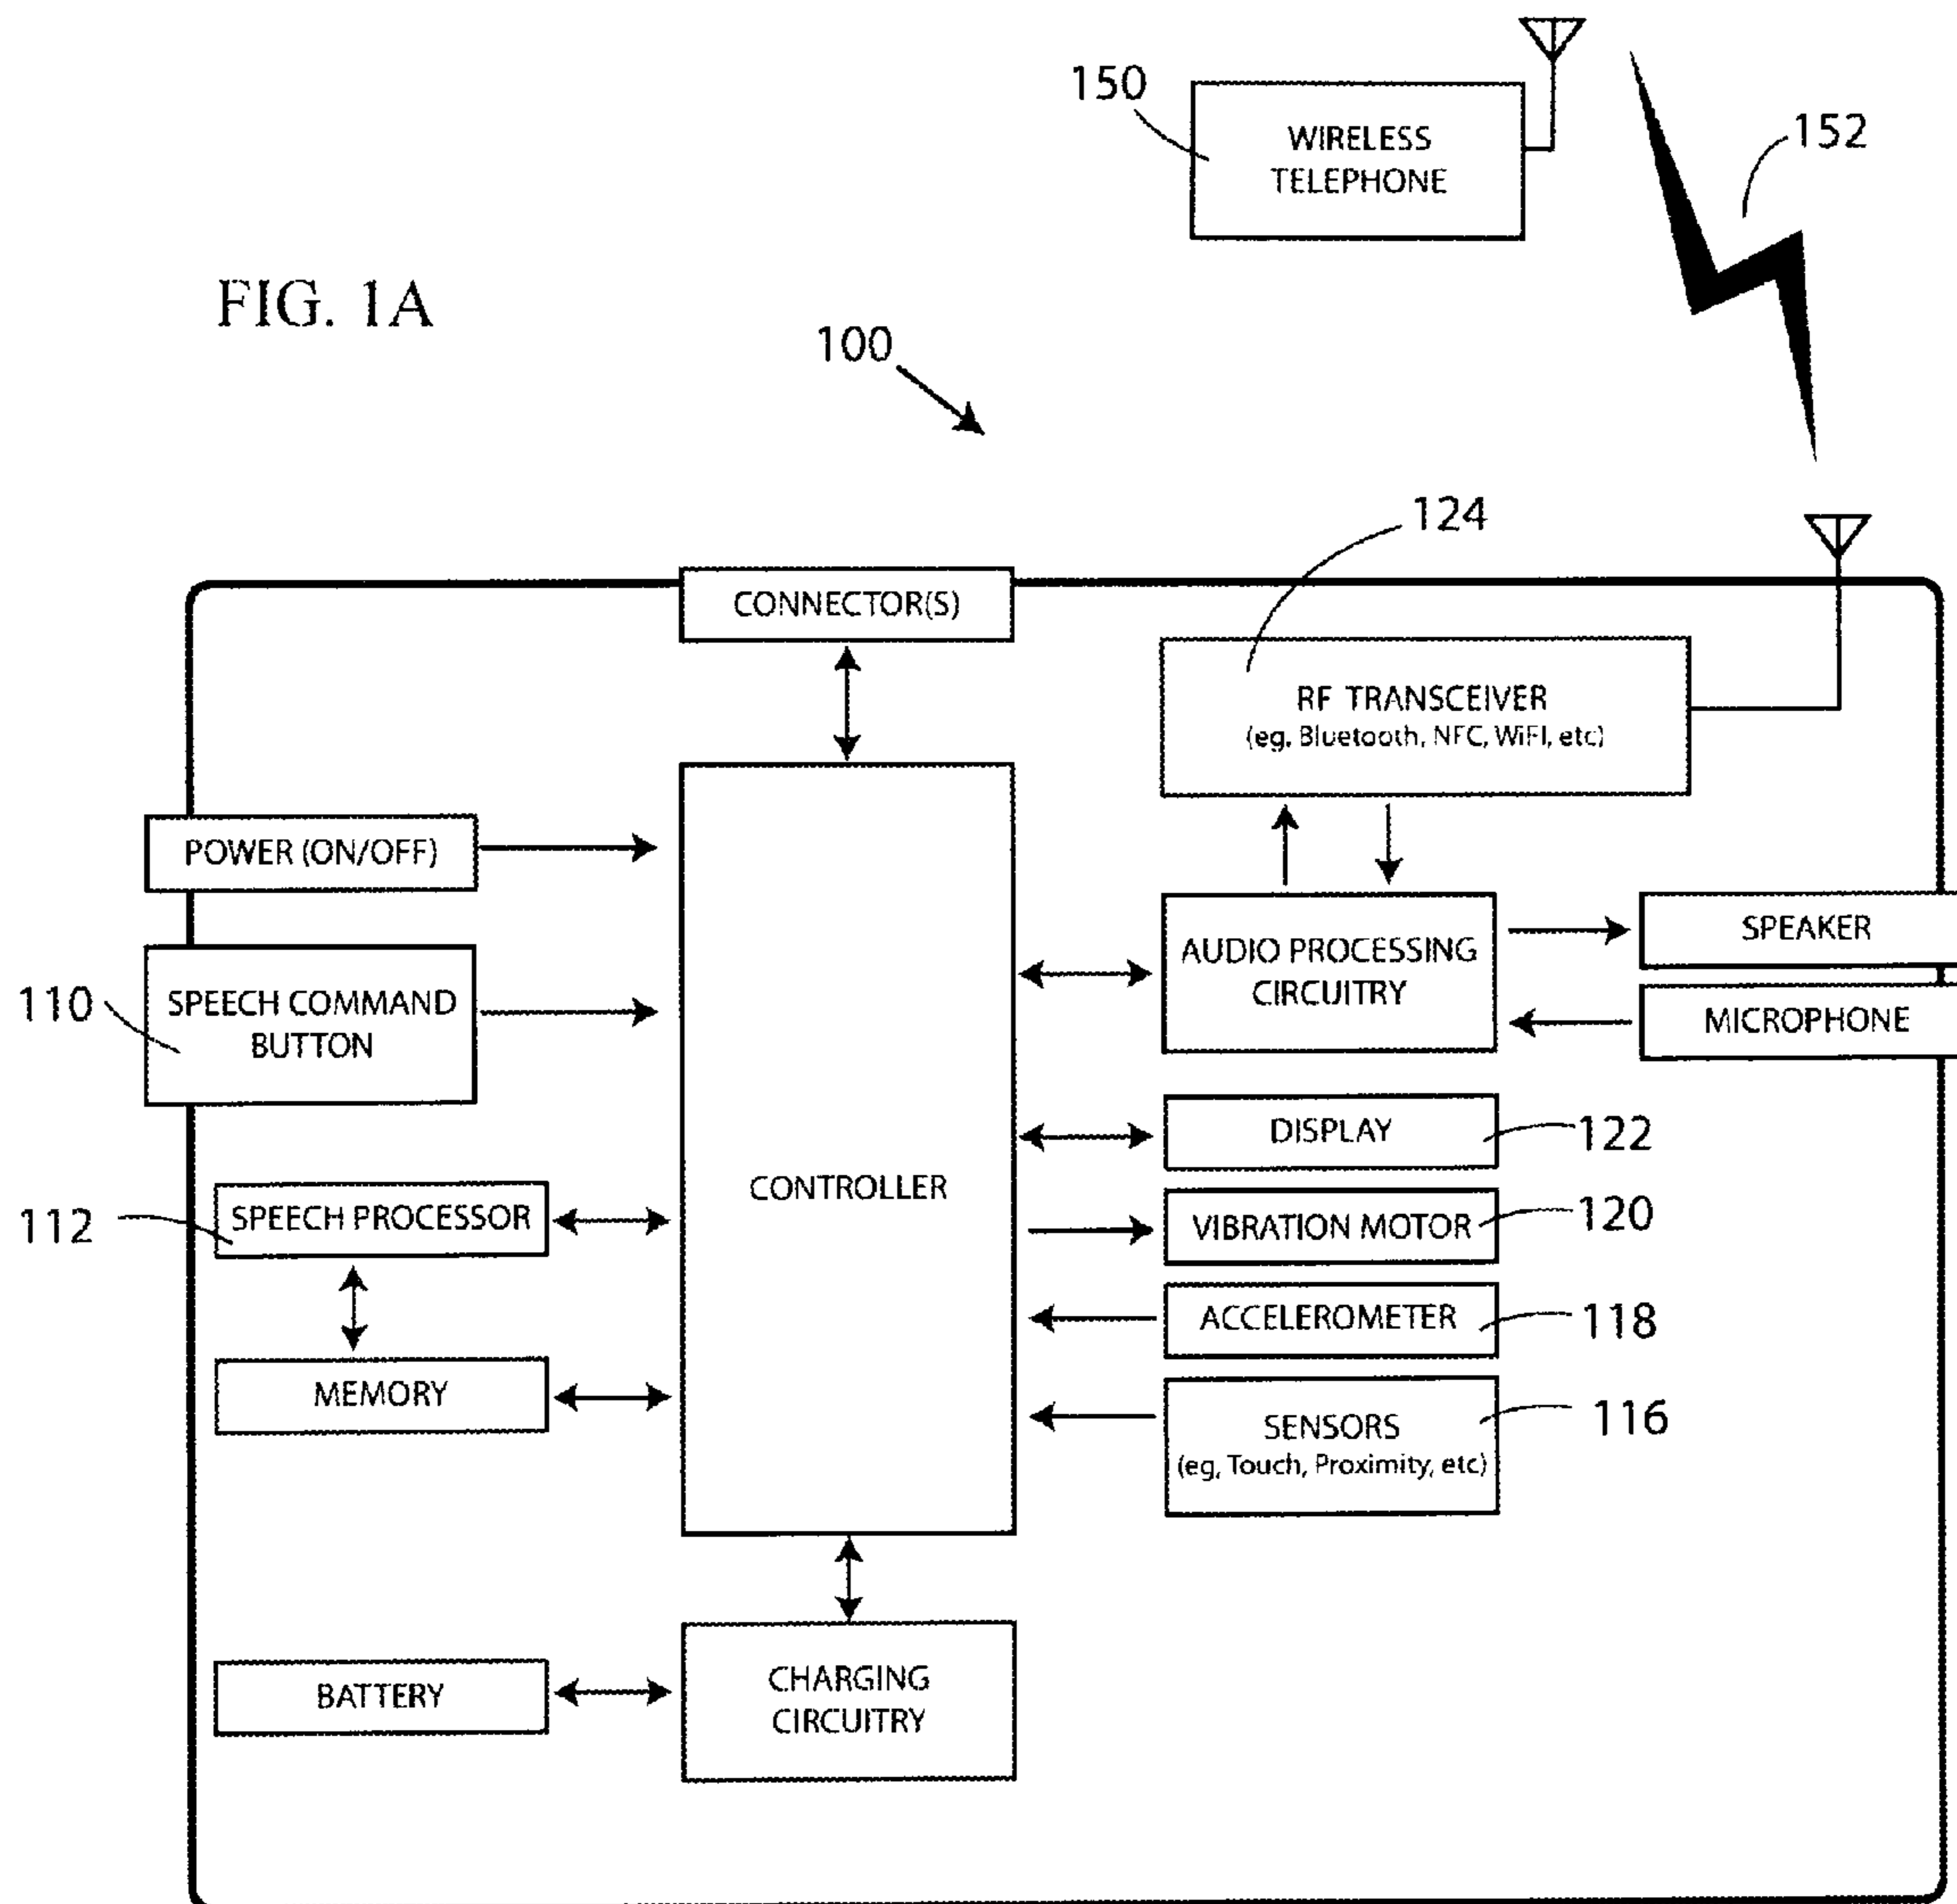 150
WIRELESS
TELEPHONE
152
FIG. 1A
100
124
CONNECTOR(S)
RF TRANSCEIVER
(eg, Bluetooth, NFC, WiFI, etc)
POWER (ON/OFF)
110
SPEECH COMMAND
BUTTON
AUDIO PROCESSING
CIRCUITRY
SPEAKER
MICROPHONE
CONTROLLER
DISPLAY
122
112
SPEECH PROCESSOR
VIBRATION MOTOR
120
ACCELEROMETER
118
MEMORY
SENSORS
(eg, Touch, Proximity, etc)
116
BATTERY
CHARGING
CIRCUITRY